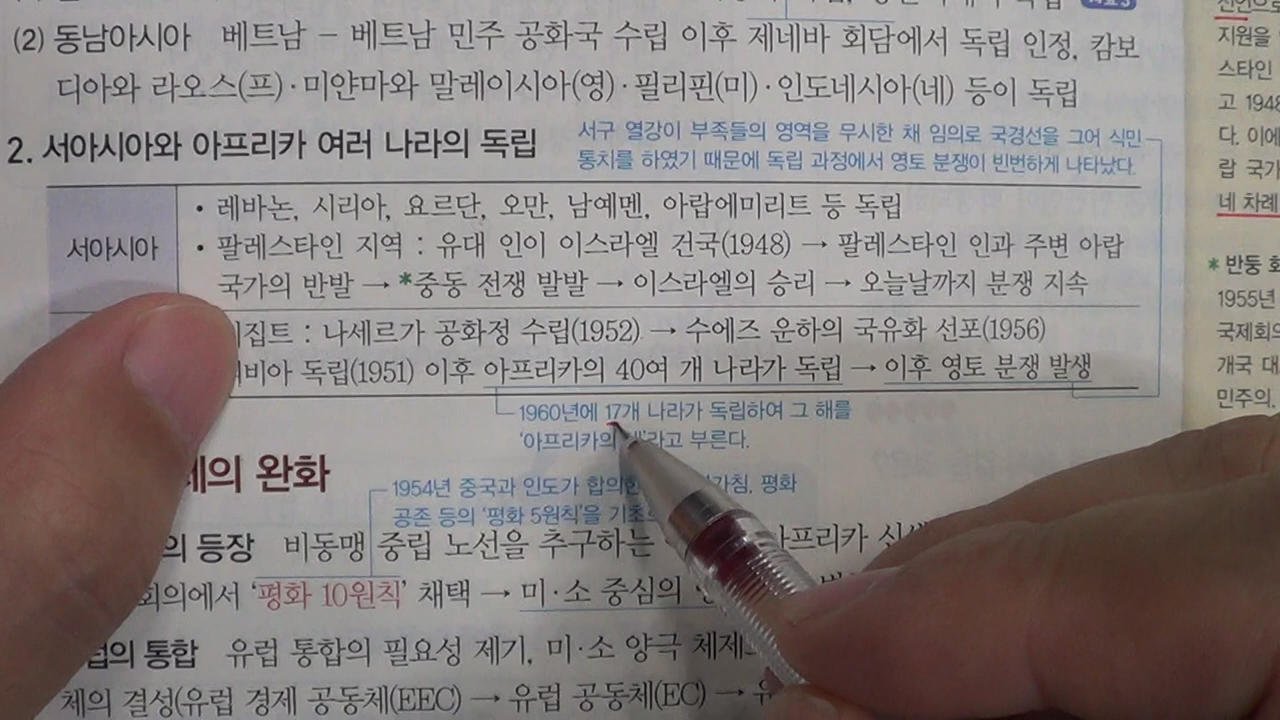 (2) 동남아시아 베트남 – 베트남 민주 공화국 수립 이후 제네바 회담에서 독립 인정, 캄보
디아와 라오스(프)·미얀마와 말레이시아(영)·필리핀(미)·인도네시아(네) 등이 독립
2. 서아시아와 아프리카 여러 나라의 독립
서구 열강이 부족들의 영역을 무시한 채 임의로 국경선을 그어 식민
통치를 하였기 때문에 독립 과정에서 영토 분쟁이 빈번하게 나타났다.
서아시아
• 레바논, 시리아, 요르단, 오만, 남예멘, 아랍에미리트 등 독립
• 팔레스타인 지역 : 유대 인이 이스라엘 건국(1948) → 팔레스타인 인과 주변 아랍
국가의 반발 → *중동 전쟁 발발 → 이스라엘의 승리 → 오늘날까지 분쟁 지속
집트 : 나세르가 공화정 수립(1952) → 수에즈 운하의 국유화 선포(1956)
비아 독립(1951) 이후 아프리카의 40여 개 나라가 독립 → 이후 영토 분쟁 발생
1960년에 17개 나라가 독립하여 그 해를
'아프리카의 라고 부른다.
의 완화
1954년 중국과 인도가 합의한 평화
공존 등의 '평화 5원칙'을
의 등장 비동맹 중립 노선을 추구하는 아프리카
회의에서 '평화 10원칙' 채택 → 미·소 중심의
의 통합 유럽 통합의 필요성 제기, 미·소 양극
체의 결성(유럽 경제 공동체(EEC) → 유럽 공동체(EC) →
지원을
스타인
고 1948
다. 이에
랍 국가
네 차례
* 반둥
1955년
국제회의
개국 대
민주의,